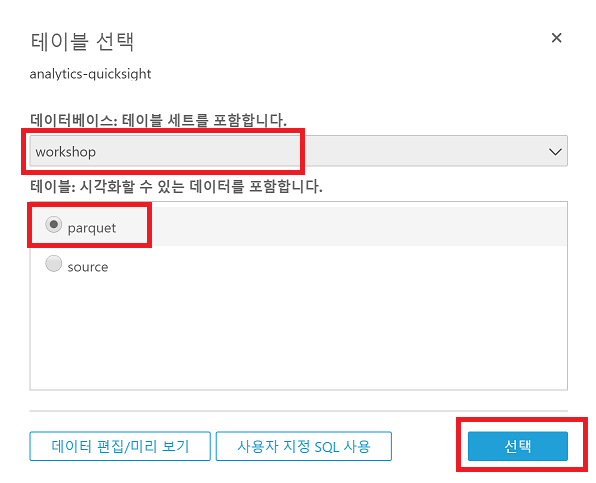 테이블 선택
analytics-quicksight
데이터베이스: 테이블 세트를 포함합니다.
workshop
테이블: 시각화할 수 있는 데이터를 포함합니다.
parquet
source
데이터 편집/미리 보기 사용자 지정 SQL 사용 선택